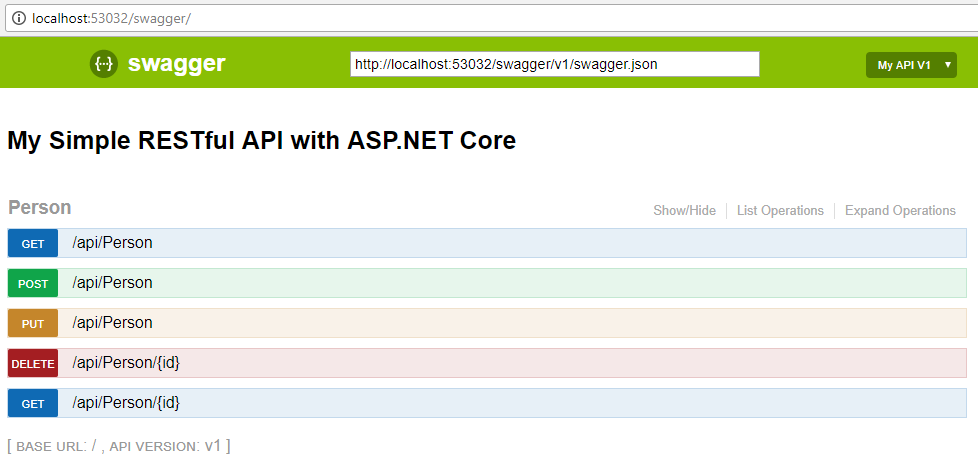 localhost:53032/swagger/
{··} swagger http://localhost:53032/swagger/v1/swagger.json My API V1
My Simple RESTful API with ASP.NET Core
Person Show/Hide List Operations Expand Operations
GET /api/Person
POST /api/Person
PUT /api/Person
DELETE /api/Person/{id}
GET /api/Person/{id}
[ BASE URL: / , API VERSION: V1 ]